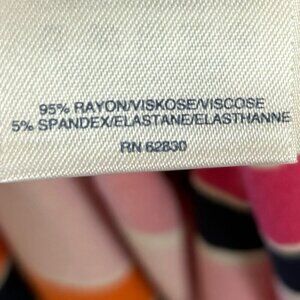 95% RAYON/VISKOSE/VISCOSE
5% SPANDEX/ELASTANE/ELASTHANNE
RN 62830